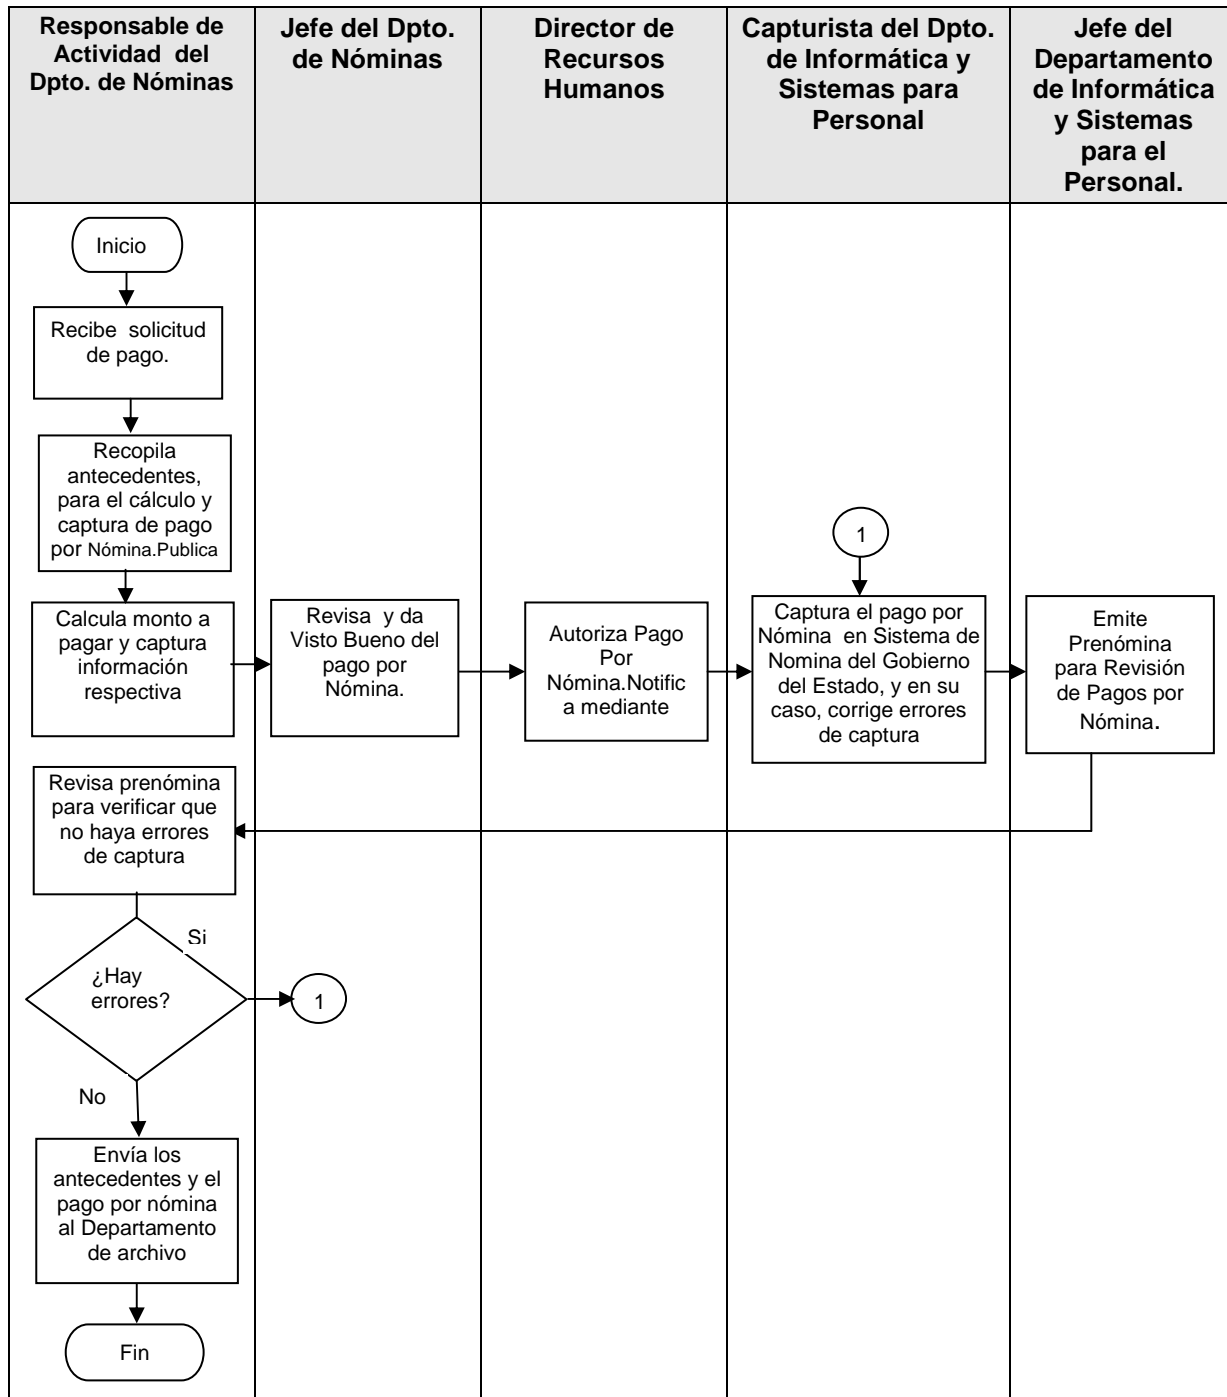 Responsable de
Actividad del
Dpto. de Nóminas
Jefe del Dpto.
de Nóminas
Director de
Recursos
Humanos
Capturista del Dpto.
de Informática y
Sistemas para
Personal
Jefe del
Departamento
de Informática
y Sistemas
para el
Personal.
Inicio
Recibe solicitud
de pago.
Recopila
antecedentes,
para el cálculo y
captura de pago
por Nómina.Publica
Calcula monto a
pagar y captura
información
respectiva
Revisa y da
Visto Bueno del
pago por
Nómina.
Autoriza Pago
Por
Nómina.Notific
a mediante
1
Captura el pago por
Nómina en Sistema de
Nomina del Gobierno
del Estado, y en su
caso, corrige errores
de captura
Emite
Prenómina
para Revisión
de Pagos por
Nómina.
Revisa prenómina
para verificar que
no haya errores
de captura
¿Hay
errores?
Si
1
No
Envía los
antecedentes y el
pago por nómina
al Departamento
de archivo
Fin